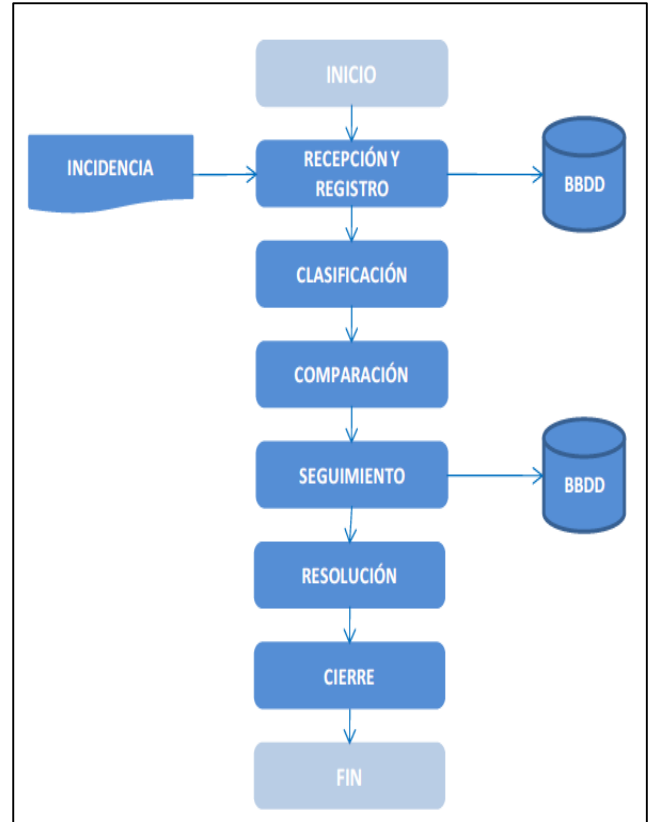 INICIO
INCIDENCIA
RECEPCIÓN Y
REGISTRO
BBDD
CLASIFICACIÓN
COMPARACIÓN
SEGUIMIENTO
BBDD
RESOLUCIÓN
CIERRE
FIN